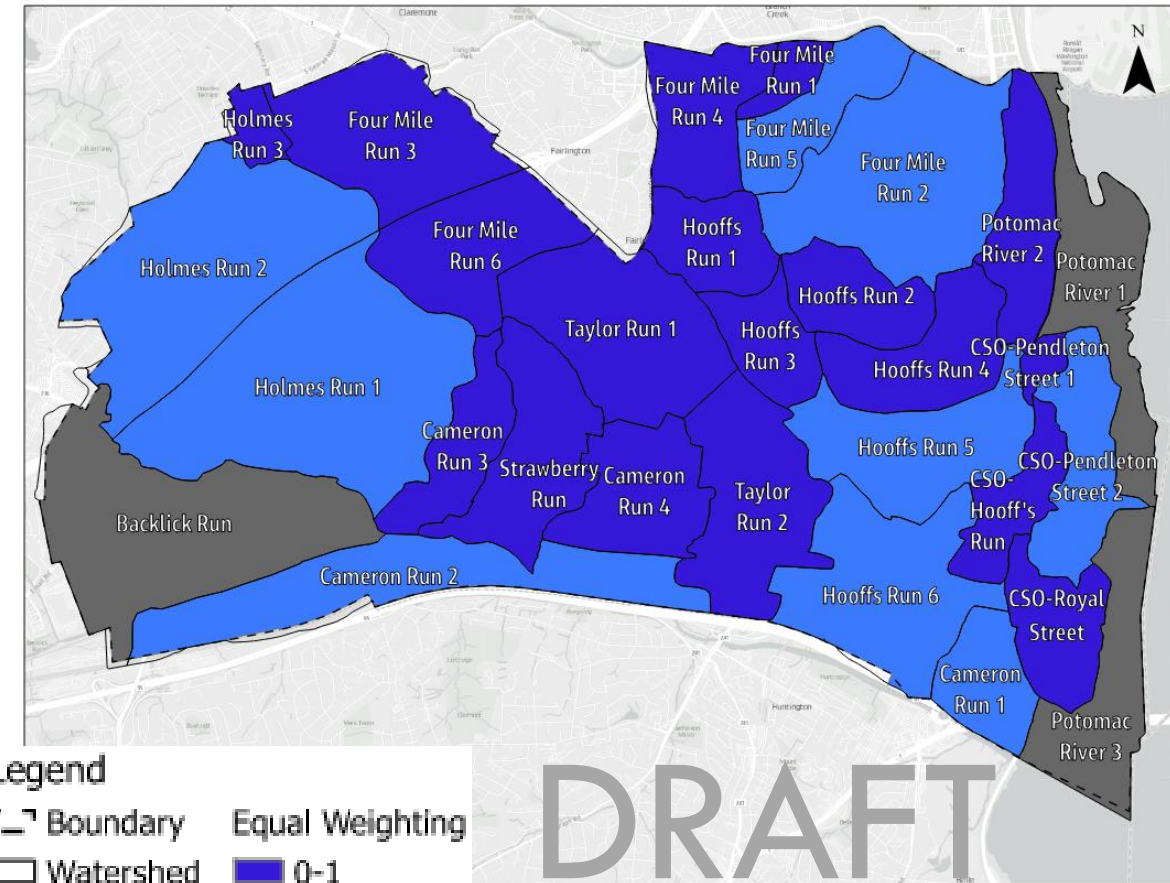 Claremont
N
Four Mile
Run 1
Four Mile
Run 4
Holmes
Run 3
Four Mile
Run 3
Four Mile
Run 5
Fairlington
Four Mile
Run 2
Four Mile
Run 6
Hooffs
Run 1
Potomac
River 2
Holmes Run 2
Potomac
River 1
Hooffs Run 2
Taylor Run 1
Hooffs
Run 3
CSO-Pendleton
Street 1
Hooffs Run 4
Holmes Run 1
Cameron
Run 3
Hooffs Run 5
Strawberry
Run
Cameron
Run 4
CSO-Pendleton
Street 2
CSO-
Hooff's
Run
Taylor
Run 2
Backlick Run
Cameron Run 2
Hooffs Run 6
CSO-Royal
Street
Cameron
Run 1
Huntington
Potomac
River 3
Legend
Boundary
Equal Weighting
Watershed
0-1
DRAFT